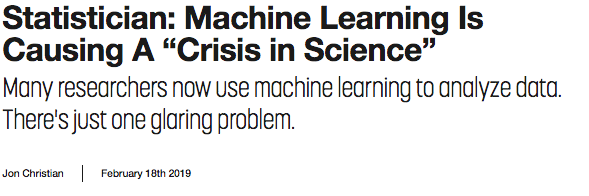 Statistician: Machine Learning Is
Causing A “Crisis in Science”
Many researchers now use machine learning to analyze data.
There's just one glaring problem.
Jon Christian | February 18th 2019